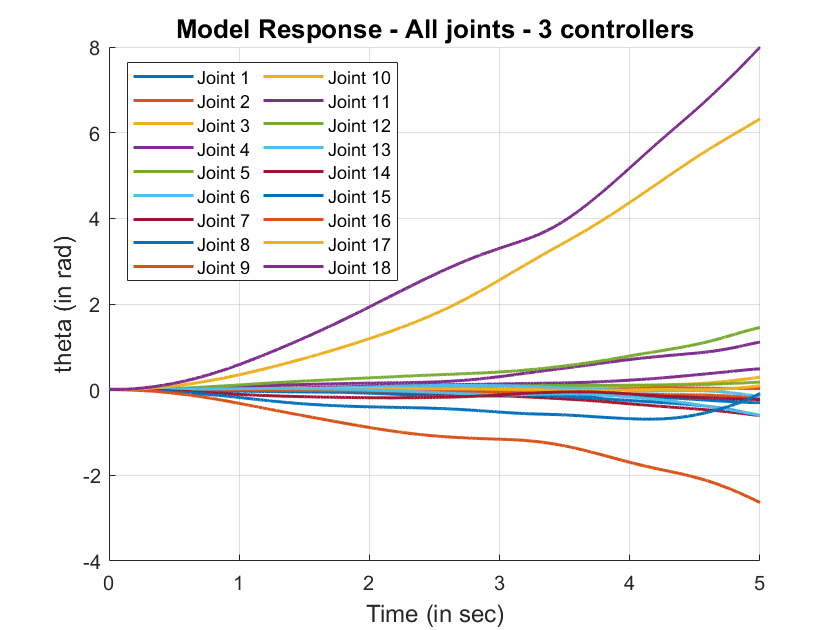 Model Response - All joints - 3 controllers
8
6
4
2
0
-2
-4
theta (in rad)
Joint 1
Joint 2
Joint 3
Joint 4
Joint 5
Joint 6
Joint 7
Joint 8
Joint 9
Joint 10
Joint 11
Joint 12
Joint 13
Joint 14
Joint 15
Joint 16
Joint 17
Joint 18
0 1 2 3 4 5
Time (in sec)